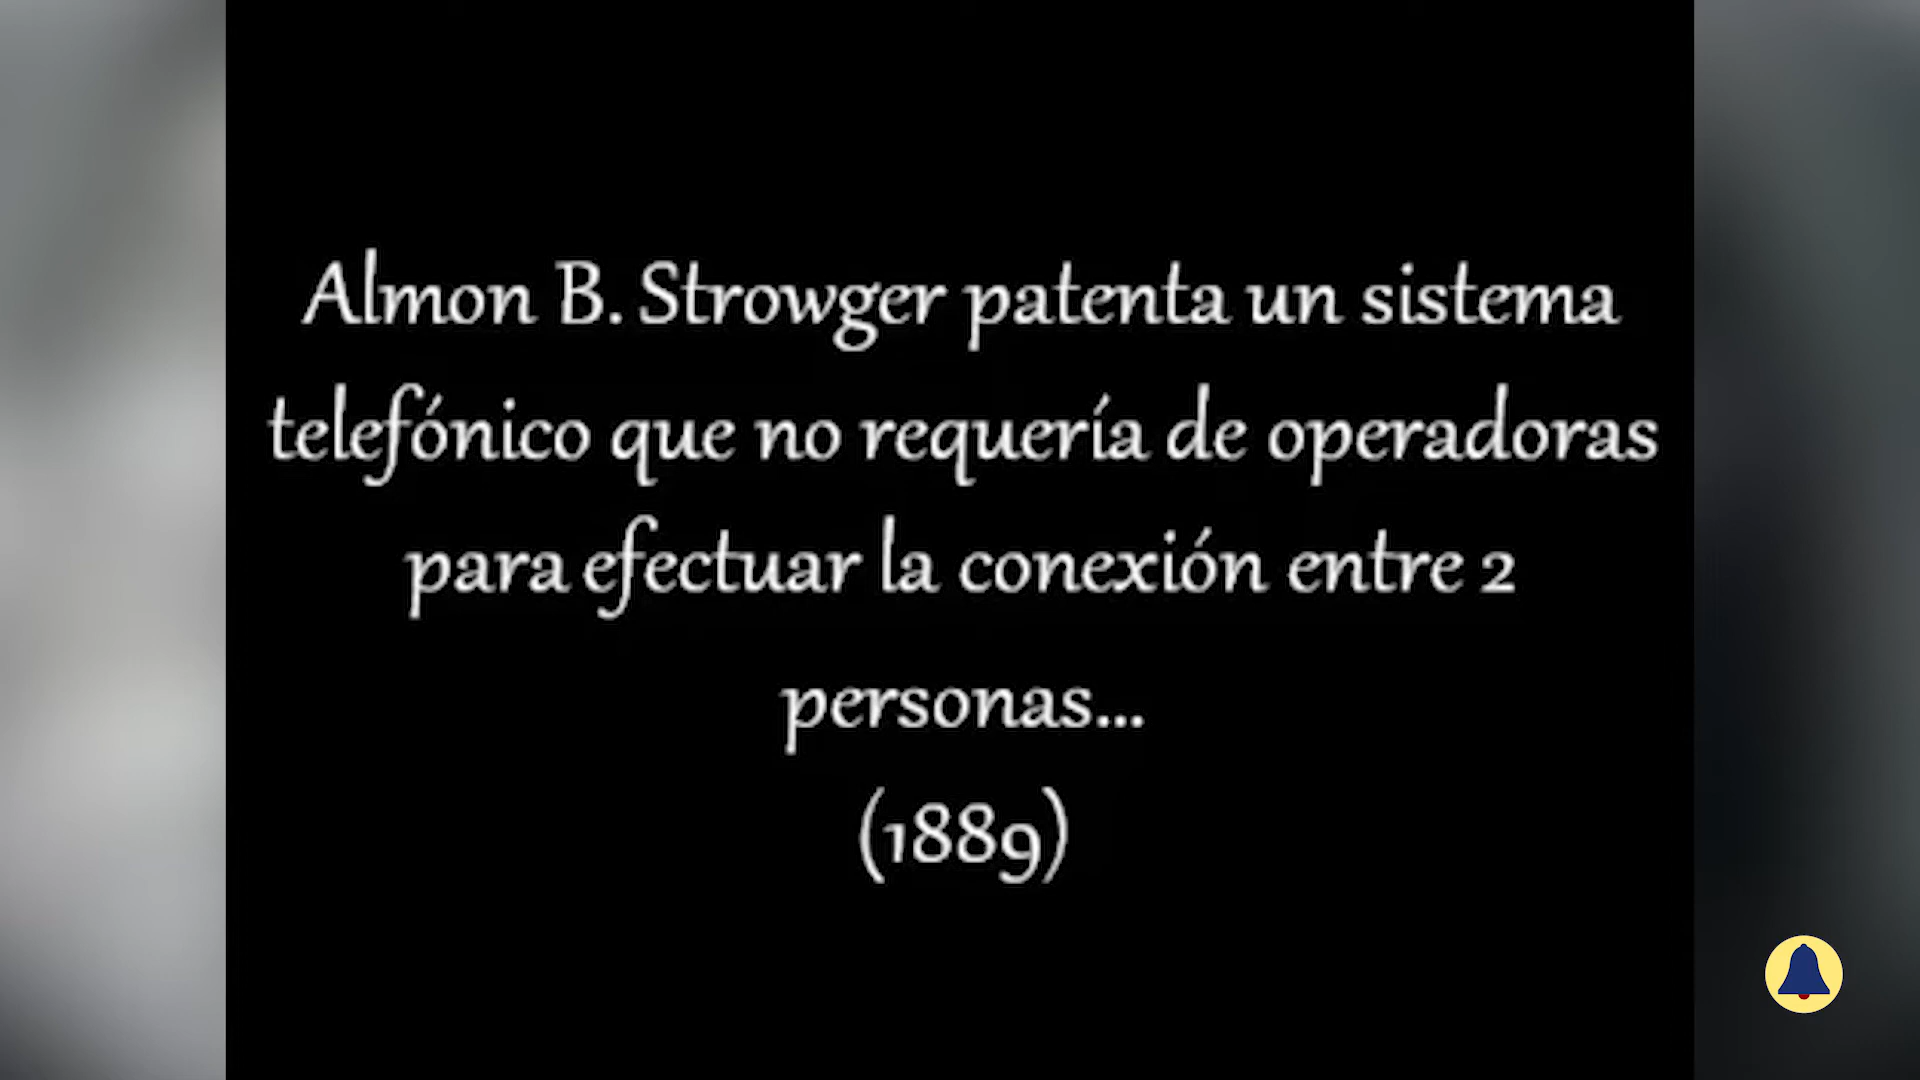 Almon B. Strowger patenta un sistema
telefónico que no requería de operadoras
para efectuar la conexión entre 2
personas...
(1889)